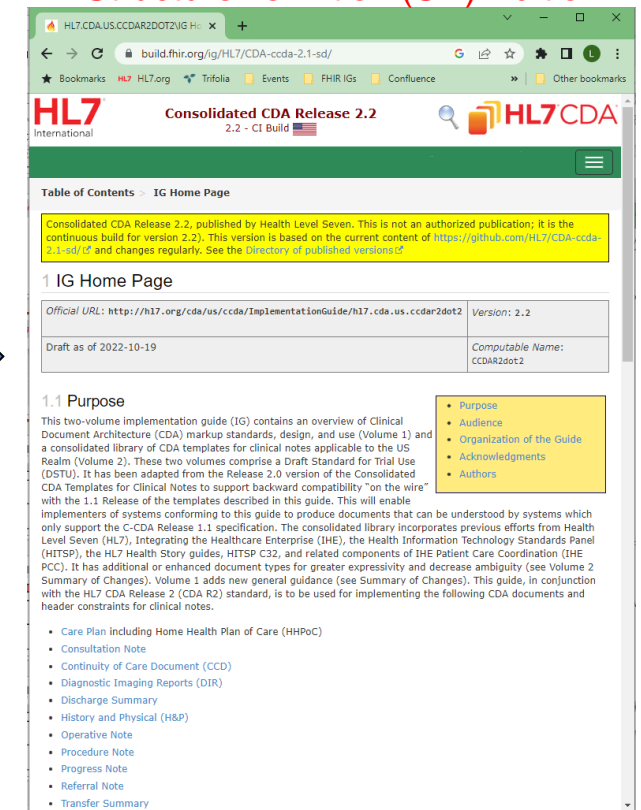 HL7.CDA.US.CCDAR2DOT2\IG Ho
build.fhir.org/ig/HL7/CDA-ccda-2.1-sd/
Bookmarks HL7 HL7.org Trifolia Events FHIR IGs Confluence » Other bookmarks
HL7 International
Consolidated CDA Release 2.2
2.2 - CI Build
HL7 CDA
Table of Contents > IG Home Page
Consolidated CDA Release 2.2, published by Health Level Seven. This is not an authorized publication; it is the
continuous build for version 2.2). This version is based on the current content of https://github.com/HL7/CDA-ccda-
2.1-sd/ and changes regularly. See the Directory of published versions
1 IG Home Page
Official URL: http://hl7.org/cda/us/ccda/ImplementationGuide/hl7.cda.us.ccdar2dot2 Version: 2.2
Draft as of 2022-10-19 Computable Name:
CCDAR2dot2
1.1 Purpose
• Purpose
• Audience
• Organization of the Guide
• Acknowledgments
• Authors
This two-volume implementation guide (IG) contains an overview of Clinical
Document Architecture (CDA) markup standards, design, and use (Volume 1) and
a consolidated library of CDA templates for clinical notes applicable to the US
Realm (Volume 2). These two volumes comprise a Draft Standard for Trial Use
(DSTU). It has been adapted from the Release 2.0 version of the Consolidated
CDA Templates for Clinical Notes to support backward compatibility "on the wire"
with the 1.1 Release of the templates described in this guide. This will enable
implementers of systems conforming to this guide to produce documents that can be understood by systems which
only support the C-CDA Release 1.1 specification. The consolidated library incorporates previous efforts from Health
Level Seven (HL7), Integrating the Healthcare Enterprise (IHE), the Health Information Technology Standards Panel
(HITSP), the HL7 Health Story guides, HITSP C32, and related components of IHE Patient Care Coordination (IHE
PCC). It has additional or enhanced document types for greater expressivity and decrease ambiguity (see Volume 2
Summary of Changes). Volume 1 adds new general guidance (see Summary of Changes). This guide, in conjunction
with the HL7 CDA Release 2 (CDA R2) standard, is to be used for implementing the following CDA documents and
header constraints for clinical notes.
• Care Plan including Home Health Plan of Care (HHPoC)
• Consultation Note
• Continuity of Care Document (CCD)
• Diagnostic Imaging Reports (DIR)
• Discharge Summary
• History and Physical (H&P)
• Operative Note
• Procedure Note
• Progress Note
• Referral Note
• Transfer Summary